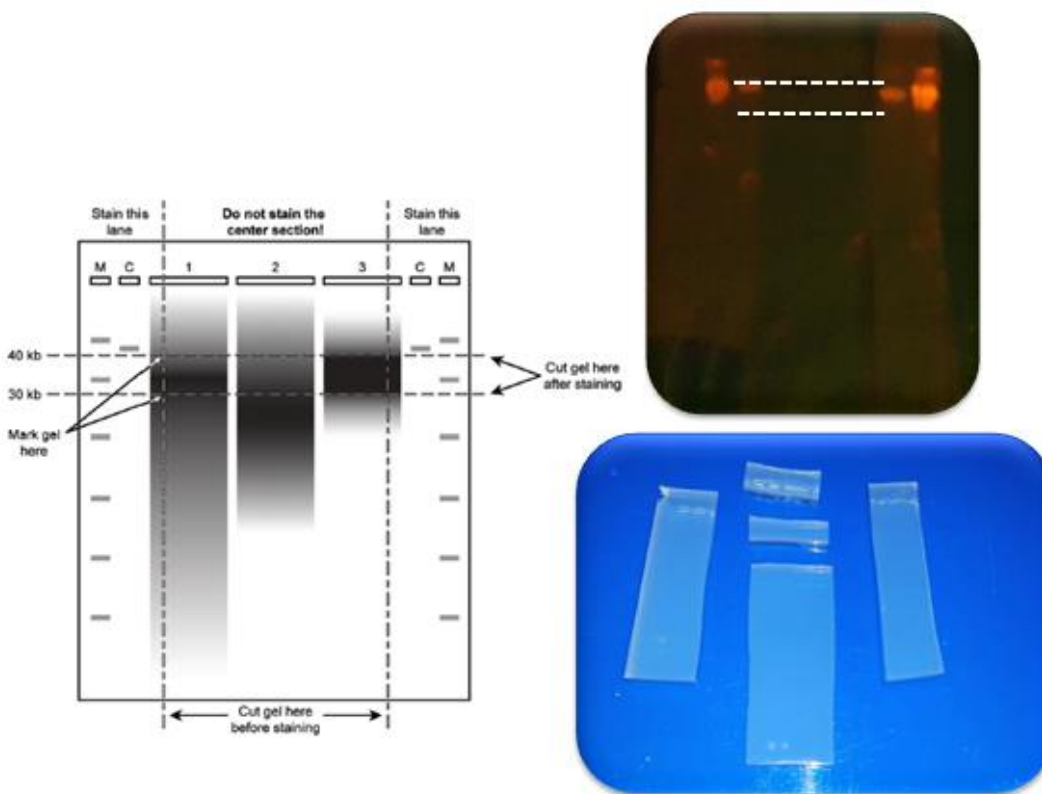 Stain this
lane
Do not stain the
center section!
Stain this
lane
M C 1 2 3 C M
40 kb
30 kb
Mark gel
here
Cut gel here
after staining
Cut gel here
before staining